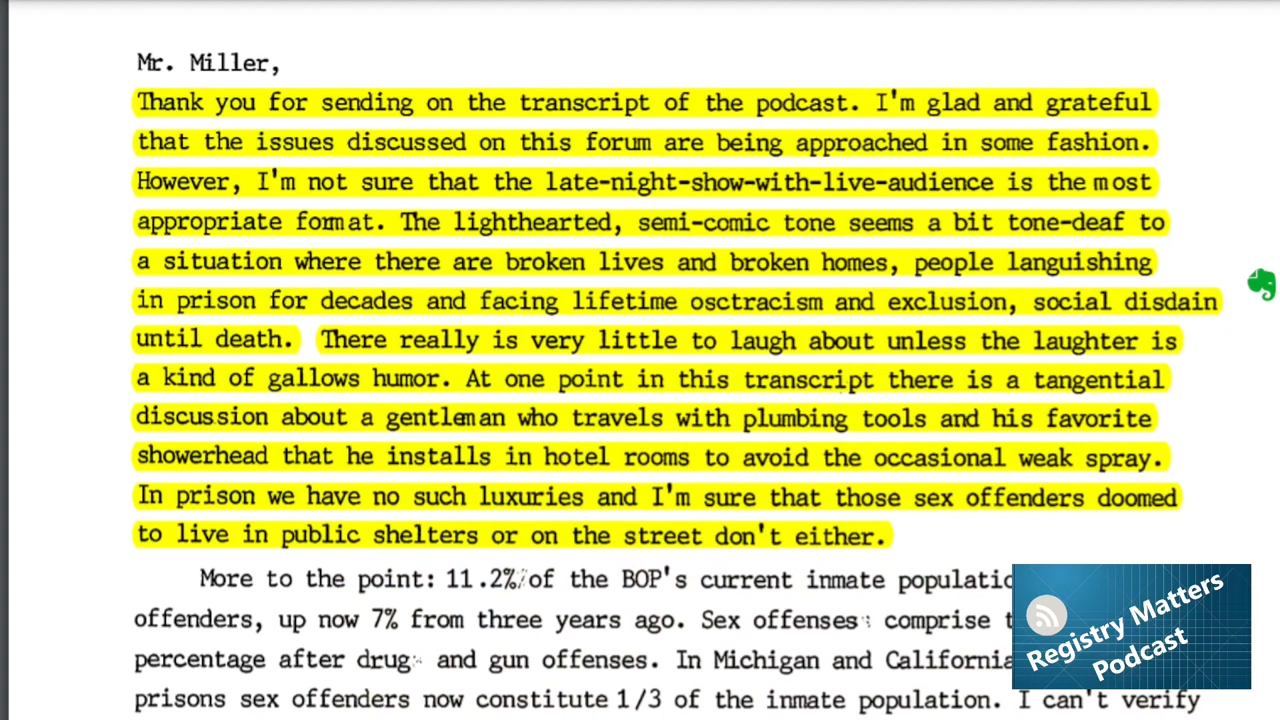 Mr. Miller,
Thank you for sending on the transcript of the podcast. I'm glad and grateful
that the issues discussed on this forum are being approached in some fashion.
However, I'm not sure that the late-night-show-with-live-audience is the most
appropriate format. The lighthearted, semi-comic tone seems a bit tone-deaf to
a situation where there are broken lives and broken homes, people languishing
in prison for decades and facing lifetime osctracism and exclusion, social disdain
until death. There really is very little to laugh about unless the laughter is
a kind of gallows humor. At one point in this transcript there is a tangential
discussion about a gentleman who travels with plumbing tools and his favorite
showerhead that he installs in hotel rooms to avoid the occasional weak spray.
In prison we have no such luxuries and I'm sure that those sex offenders doomed
to live in public shelters or on the street don't either.
More to the point: 11.2% of the BOP's current inmate
offenders, up now 7% from three years ago. Sex offenses comprise
percentage after drug and gun offenses. In Michigan and California
prisons sex offenders now constitute 1/3 of the inmate population. I can't verify
Registry Matters
Podcast